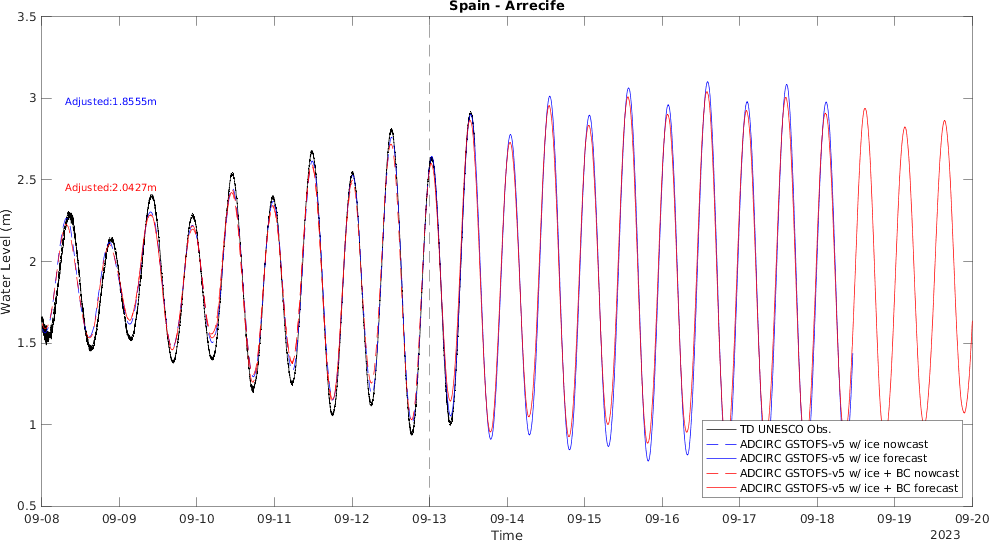 Spain - Arrecife
3.5
3
2.5
2
1.5
1
0.5
Water Level (m)
Adjusted:1.8555m
Adjusted:2.0427m
TD UNESCO Obs.
ADCIRC GSTOFS-v5 w/ ice nowcast
ADCIRC GSTOFS-v5 w/ ice forecast
ADCIRC GSTOFS-v5 w/ ice + BC nowcast
ADCIRC GSTOFS-v5 w/ ice + BC forecast
09-08 09-09 09-10 09-11 09-12 09-13 09-14 09-15 09-16 09-17 09-18 09-19 09-20
Time
2023